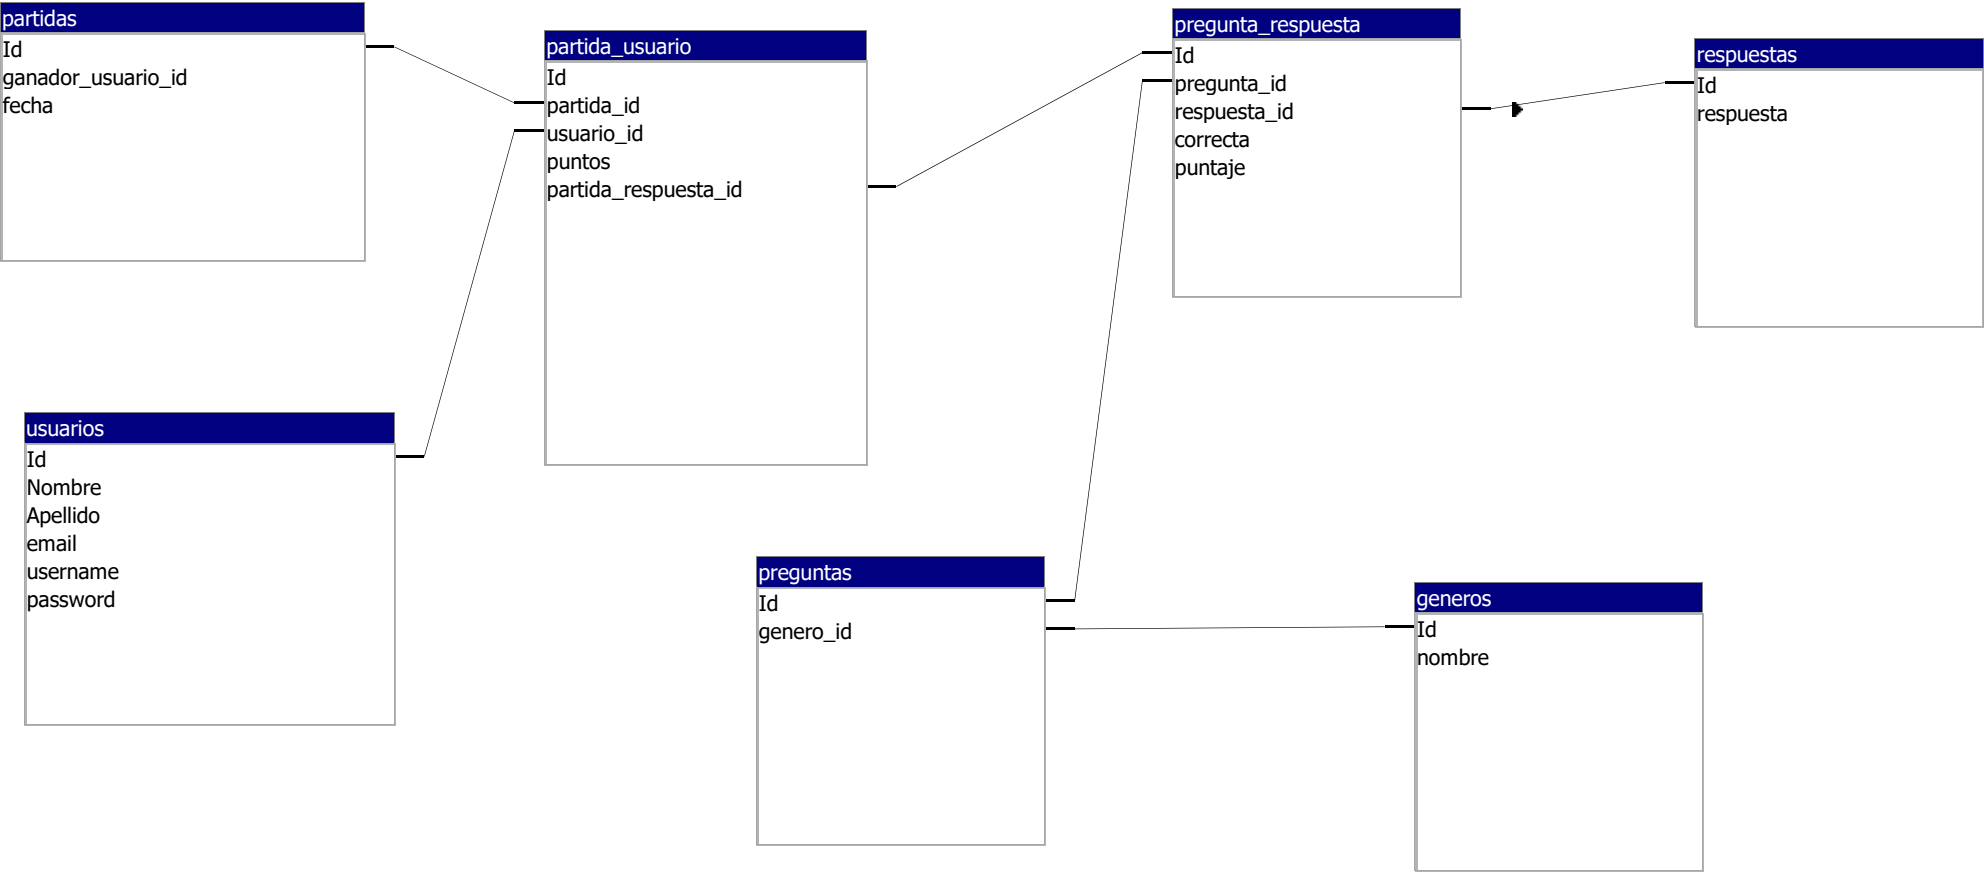 partidas
Id
ganador_usuario_id
fecha
partida_usuario
Id
partida_id
usuario_id
puntos
partida_respuesta_id
pregunta_respuesta
Id
pregunta_id
respuesta_id
correcta
puntaje
respuestas
Id
respuesta
usuarios
Id
Nombre
Apellido
email
username
password
preguntas
Id
genero_id
generos
Id
nombre